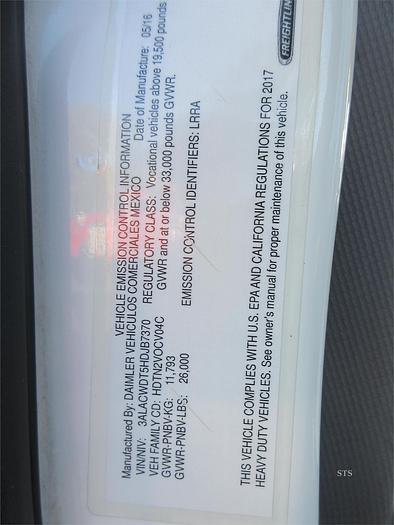 VEHICLE EMISSION CONTROL INFORMATION
Manufactured By: DAIMLER VEHICULOS COMERCIALES MEXICO Date of Manufacture: 05/16
VIN/NIV: 3ALACWDT5HDJB7370 REGULATORY CLASS: Vocational vehicles above 19,500 pounds
VEH FAMILY CD: HDTN2VOCV04C GVWR and at or below 33,000 pounds GVWR.
GVWR-PNBV-KG: 11,793
GVWR-PNBV-LBS: 26,000 EMISSION CONTROL IDENTIFIERS: LRRA
THIS VEHICLE COMPLIES WITH U.S. EPA AND CALIFORNIA REGULATIONS FOR 2017
HEAVY DUTY VEHICLES. See owner's manual for proper maintenance of this vehicle.
FREIGHTLIN
STS